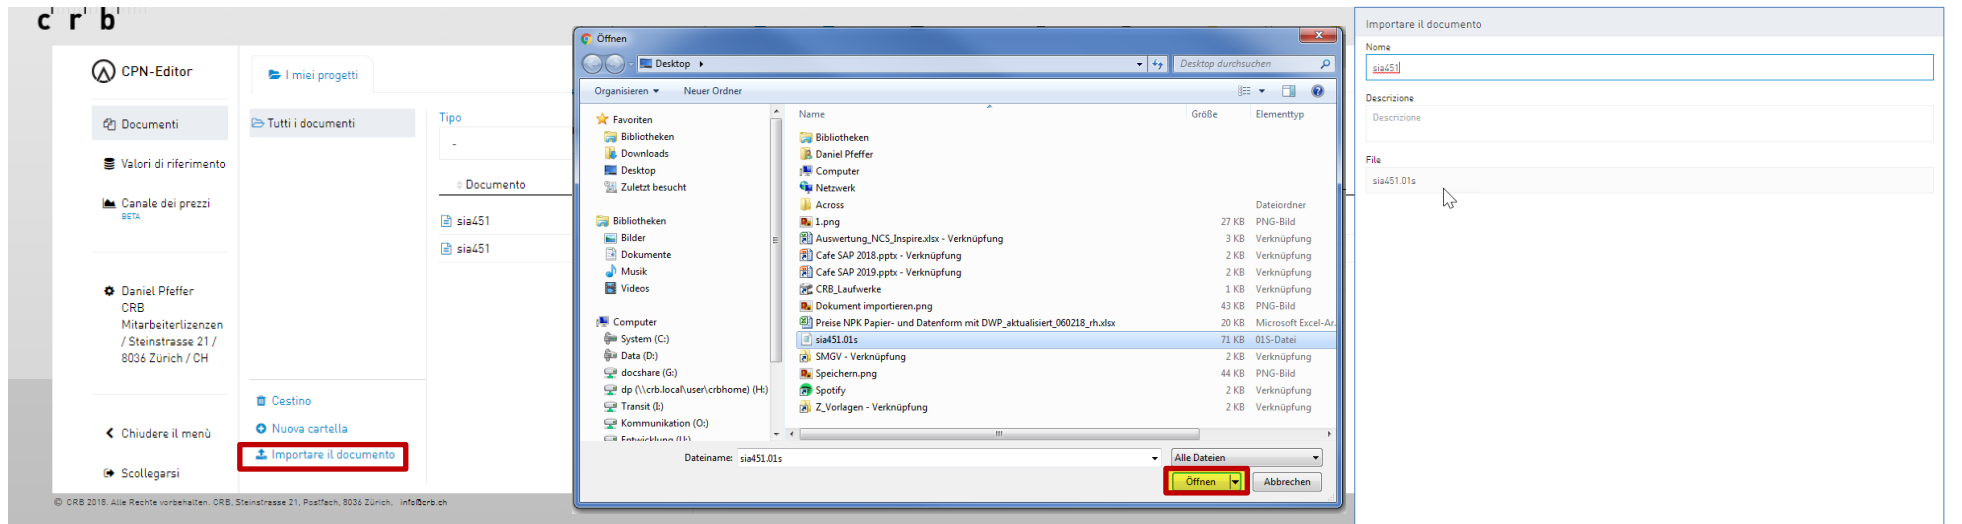 crb
CPN-Editor
Documenti
Valori di riferimento
Canale dei prezzi
BETA
Daniel Pfeffer
CRB
Mitarbeiterlizenzen
/ Steinstrasse 21 /
8036 Zürich / CH
Chiudere il menù
Scollegarsi
I miei progetti
Tutti i documenti
Cestino
Nuova cartella
Importare il documento
Tipo
-
Documento
sia451
sia451
© CRB 2018. Alle Rechte vorbehalten. CRB, Steinstrasse 21, Postfach, 8036 Zürich, info@crb.ch
Öffnen
Desktop
Desktop durchsuchen
Organisieren Neuer Ordner
Favoriten
Bibliotheken
Downloads
Desktop
Zuletzt besucht
Bibliotheken
Bilder
Dokumente
Musik
Videos
Computer
System (C:)
Data (D:)
docshare (G:)
dp (\\crb.local\user\crbhome) (H:)
Transit (I:)
Kommunikation (O:)
Entwicklung (U:)
Name Größe Elementtyp
Bibliotheken
Daniel Pfeffer
Computer
Netzwerk
Across Dateiordner
1.png 27 KB PNG-Bild
Auswertung_NCS_Inspire.xlsx - Verknüpfung 3 KB Verknüpfung
Cafe SAP 2018.pptx - Verknüpfung 2 KB Verknüpfung
Cafe SAP 2019.pptx - Verknüpfung 2 KB Verknüpfung
CRB_Laufwerke 1 KB Verknüpfung
Dokument importieren.png 43 KB PNG-Bild
Preise NPK Papier- und Datenform mit DWP_aktualisiert_060218_rh.xlsx 20 KB Microsoft Excel-Ar
sia451.01s 71 KB 01S-Datei
SMGV - Verknüpfung 2 KB Verknüpfung
Speichern.png 44 KB PNG-Bild
Spotify 2 KB Verknüpfung
Z_Vorlagen - Verknüpfung 2 KB Verknüpfung
Dateiname: sia451.01s
Alle Dateien
Öffnen Abbrechen
Importare il documento
Nome
sia451
Descrizione
Descrizione
File
sia451.01s